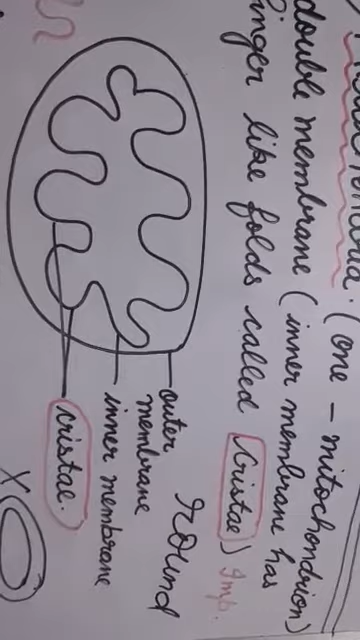 Mitochondria. (one - mitochondrion)
double membrane (inner membrane has
finger like folds called Cristae) Imp.
outer
membrane
inner membrane
Cristae.
round
X